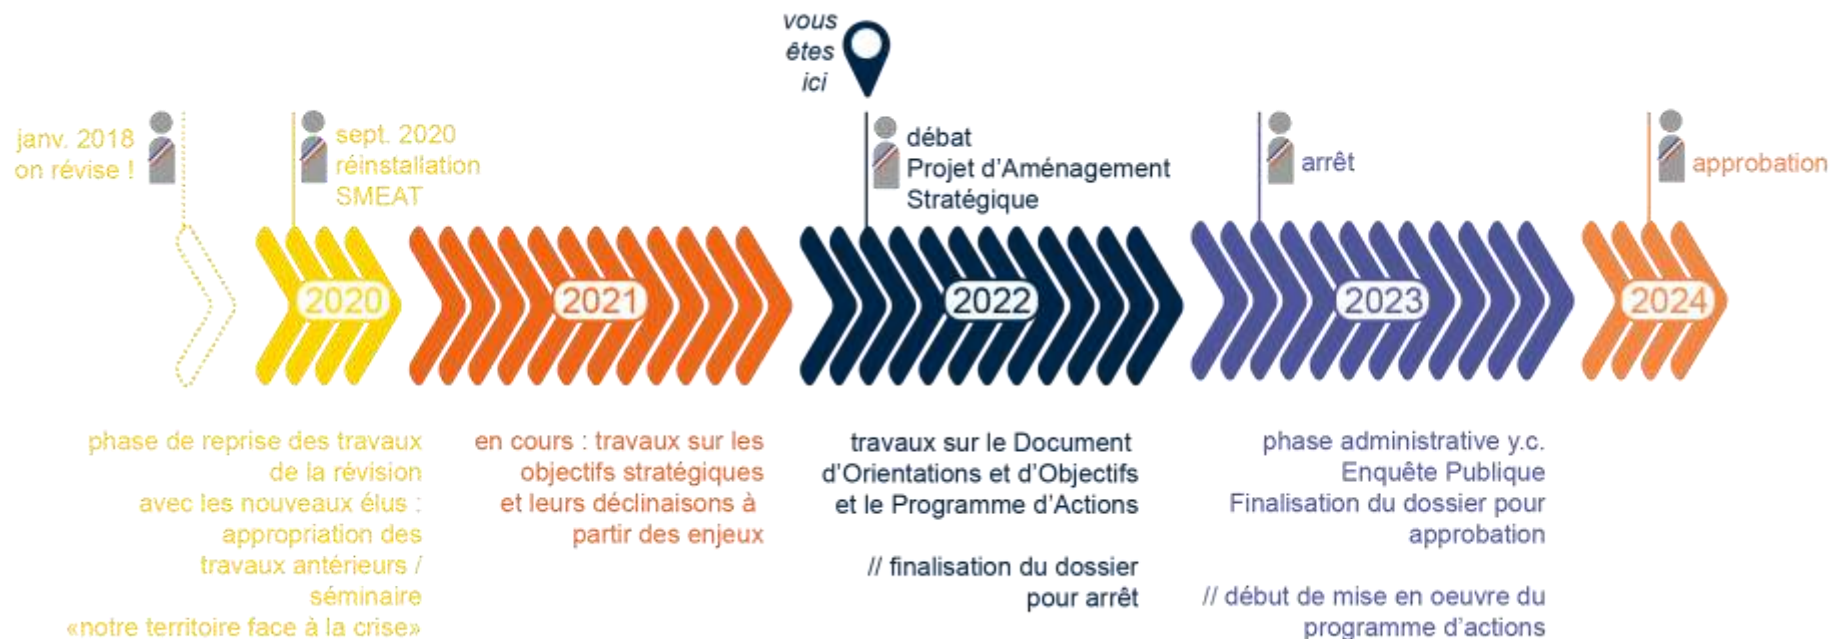 vous
êtes
ici
janv. 2018
on révise !
sept. 2020
réinstallation
SMEAT
débat
Projet d'Aménagement
Stratégique
arrêt
approbation
2020
2021
2022
2023
2024
phase de reprise des travaux
de la révision
avec les nouveaux élus :
appropriation des
travaux antérieurs /
séminaire
«notre territoire face à la crise»
en cours : travaux sur les
objectifs stratégiques
et leurs déclinaisons à
partir des enjeux
travaux sur le Document
d'Orientations et d'Objectifs
et le Programme d'Actions
// finalisation du dossier
pour arrêt
phase administrative y.c.
Enquête Publique
Finalisation du dossier pour
approbation
// début de mise en oeuvre du
programme d'actions